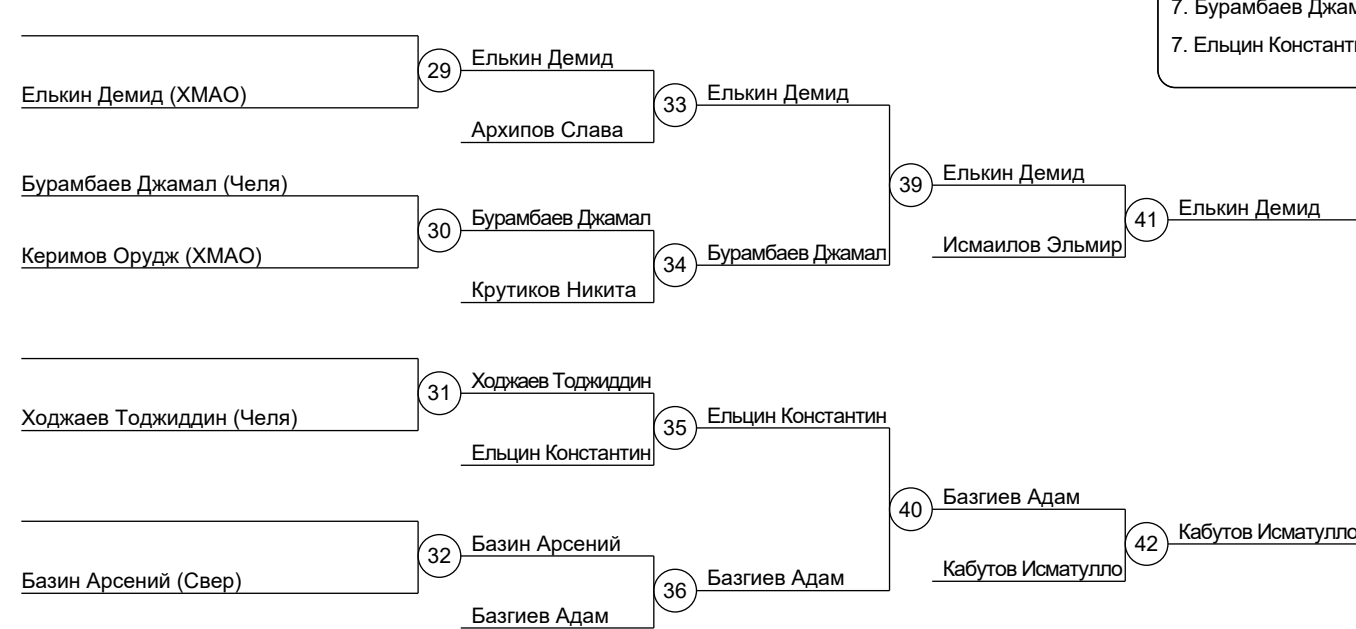 7. Бурамбаев
7. Ельцин
29 Елькин Демид
Елькин Демид (ХМАО)
33 Елькин Демид
Архипов Слава
Бурамбаев Джамал (Челя)
39 Елькин Демид
41 Елькин Демид
30 Бурамбаев Джамал
Керимов Орудж (ХМАО)
34 Бурамбаев Джамал
Исмаилов Эльмир
Крутиков Никита
31 Ходжаев Тоджиддин
Ходжаев Тоджиддин (Челя)
35 Ельцин Константин
Ельцин Константин
40 Базгиев Адам
42 Кабутов Исматулло
32 Базин Арсений
Кабутов Исматулло
Базин Арсений (Свер)
36 Базгиев Адам
Базгиев Адам